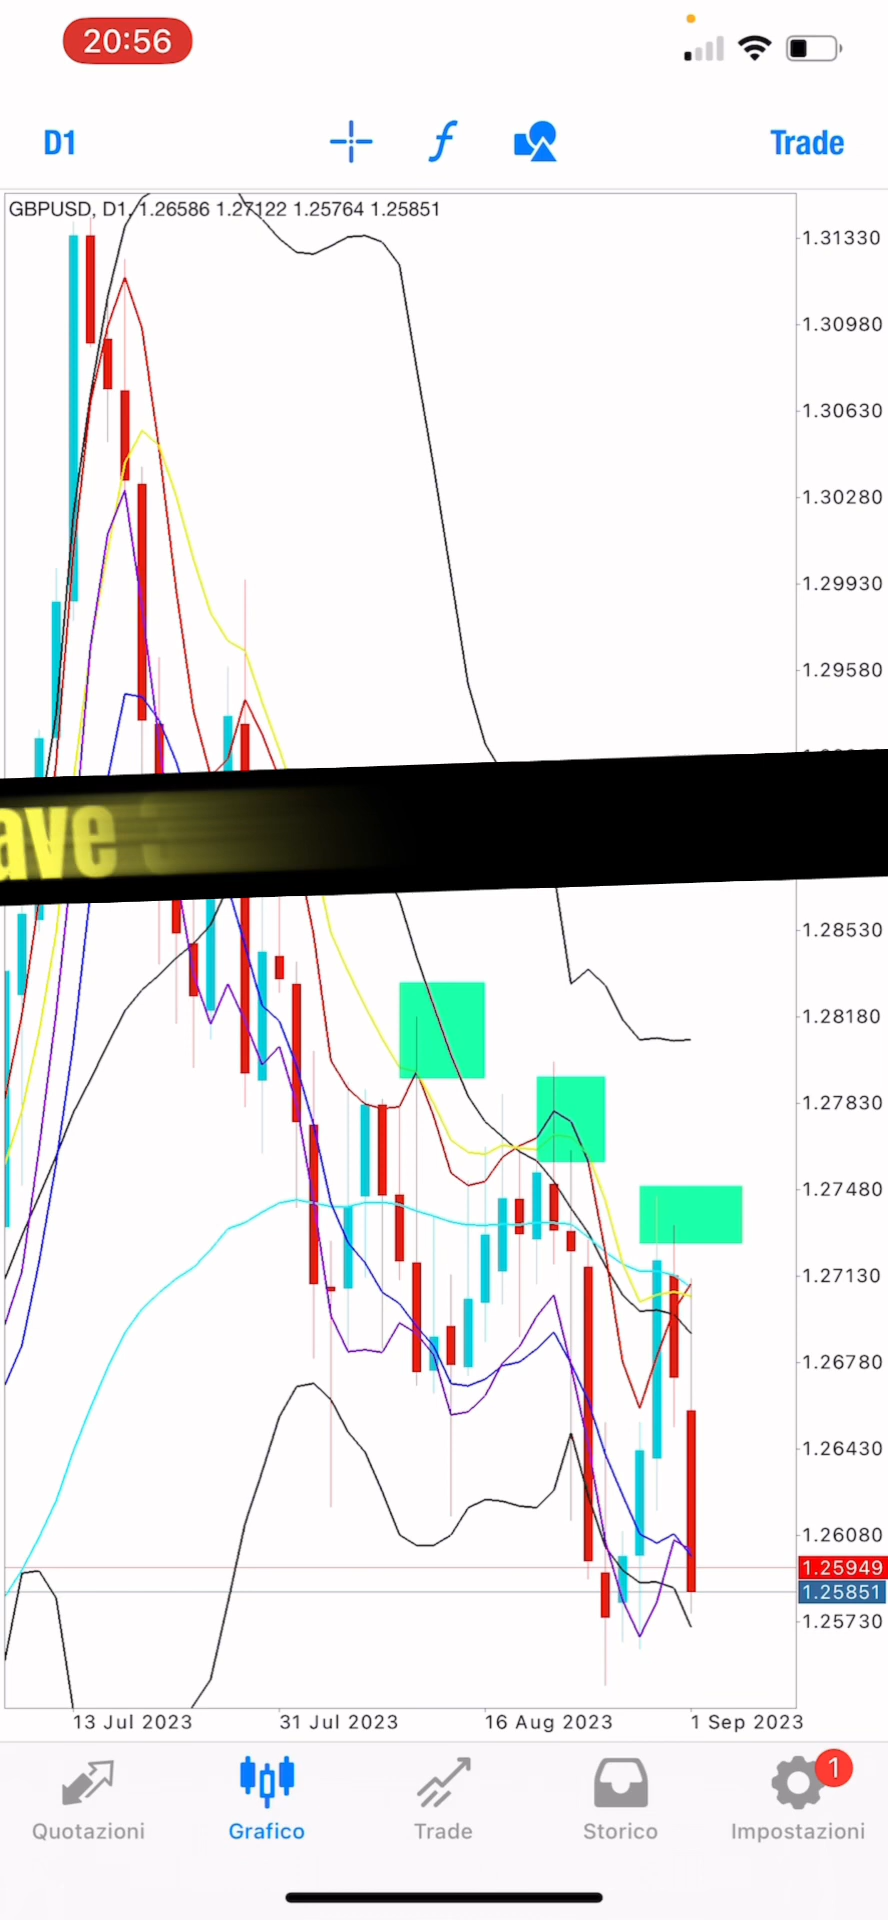 20:56
D1
f
Trade
GBPUSD, D1, 1.26586 1.27122 1.25764 1.25851
1.31330
1.30980
1.30630
1.30280
1.29930
1.29580
ave
1.28530
1.28180
1.27830
1.27480
1.27130
1.26780
1.26430
1.26080
1.25949
1.25851
1.25730
13 Jul 2023 31 Jul 2023 16 Aug 2023 1 Sep 2023
1
Quotazioni Grafico Trade Storico Impostazioni